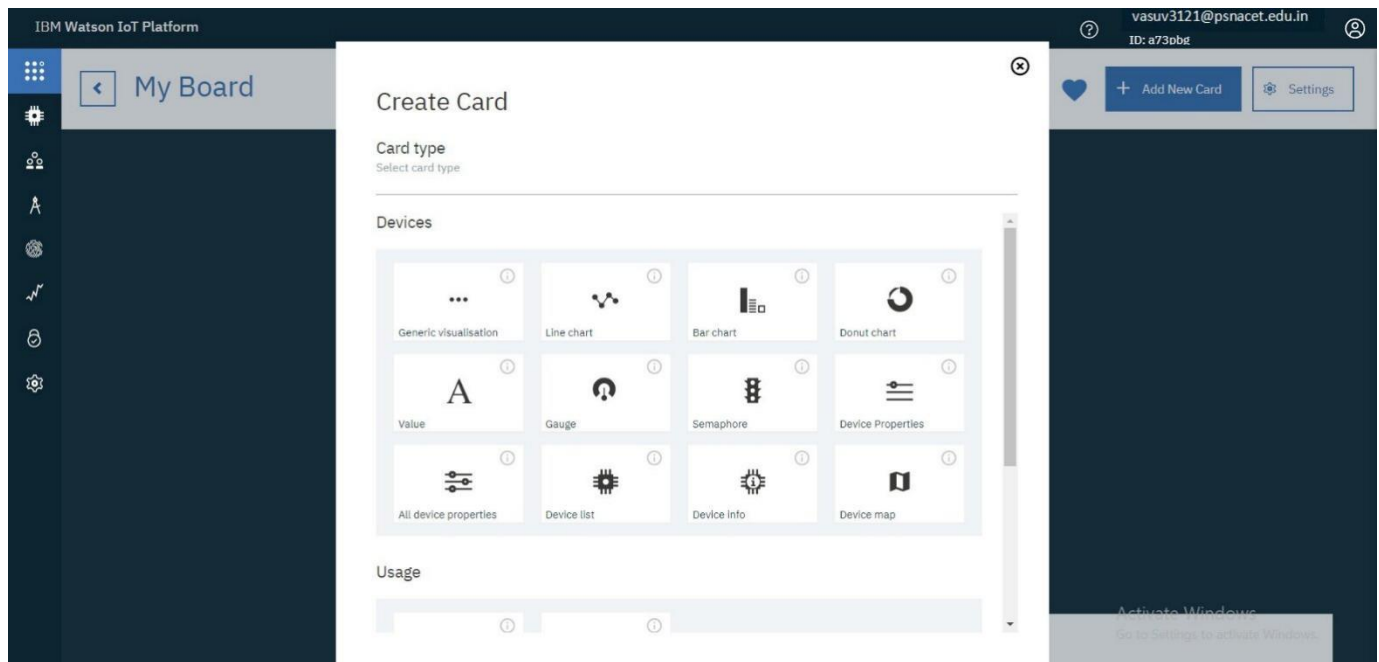 IBM Watson IoT Platform
vasuv3121@psnacet.edu.in
ID: a73pbg
My Board
+ Add New Card
Settings
Create Card
Card type
Select card type
Devices
Generic visualisation
Line chart
Bar chart
Donut chart
A
Value
Gauge
Semaphore
Device Properties
All device properties
Device list
Device info
Device map
Usage
Activate Windows
Go to Settings to activate Windows.